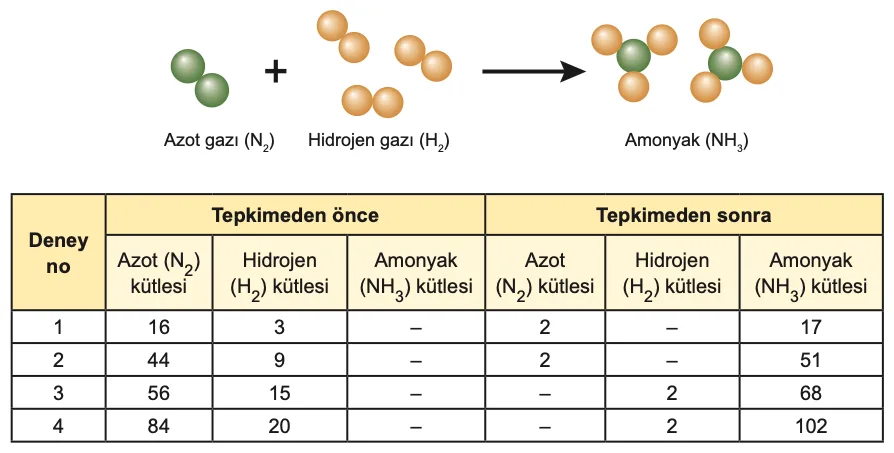 +
Azot gazı (N₂)
Hidrojen gazı (H₂)
Amonyak (NH₃)
Deney no
Tepkimeden önce
Tepkimeden sonra
Azot (N₂) kütlesi
Hidrojen (H₂) kütlesi
Amonyak (NH₃) kütlesi
Azot (N₂) kütlesi
Hidrojen (H₂) kütlesi
Amonyak (NH₃) kütlesi
1 16 3 – 2 – 17
2 44 9 – 2 – 51
3 56 15 – – 2 68
4 84 20 – – 2 102